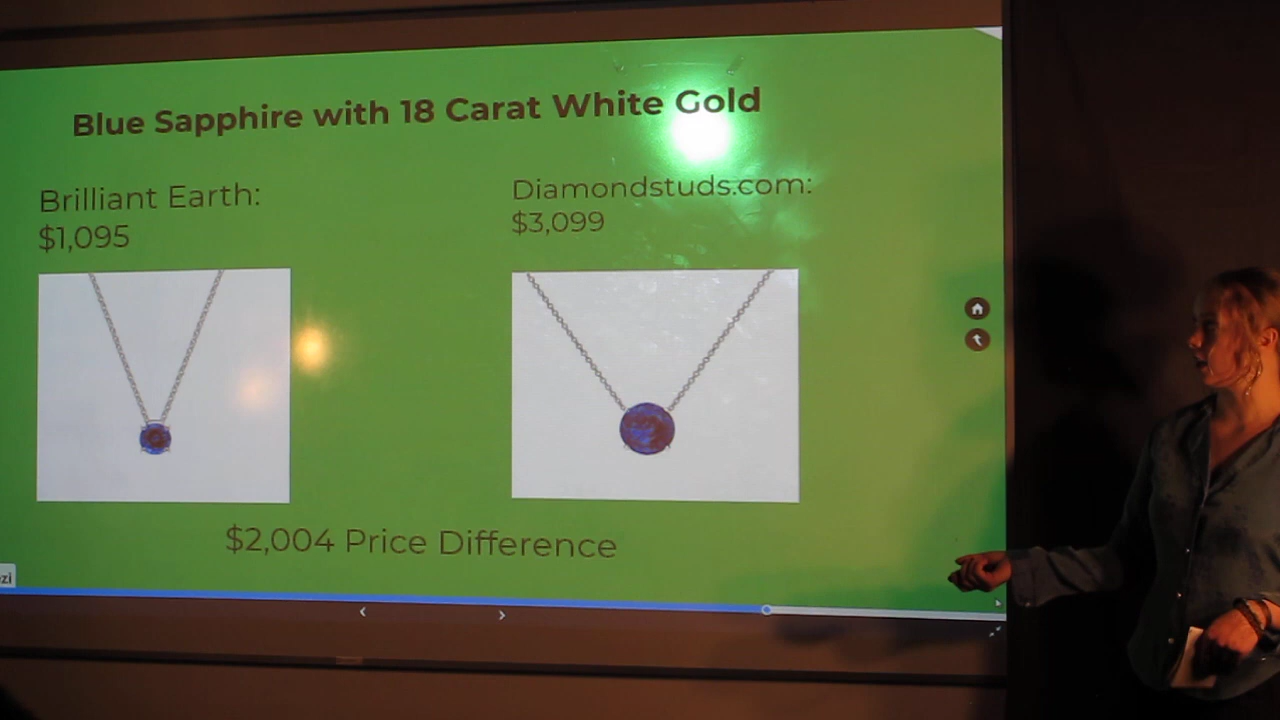 Blue Sapphire with 18 Carat White Gold
Brilliant Earth:
$1,095
Diamondstuds.com:
$3,099
$2,004 Price Difference
ezi